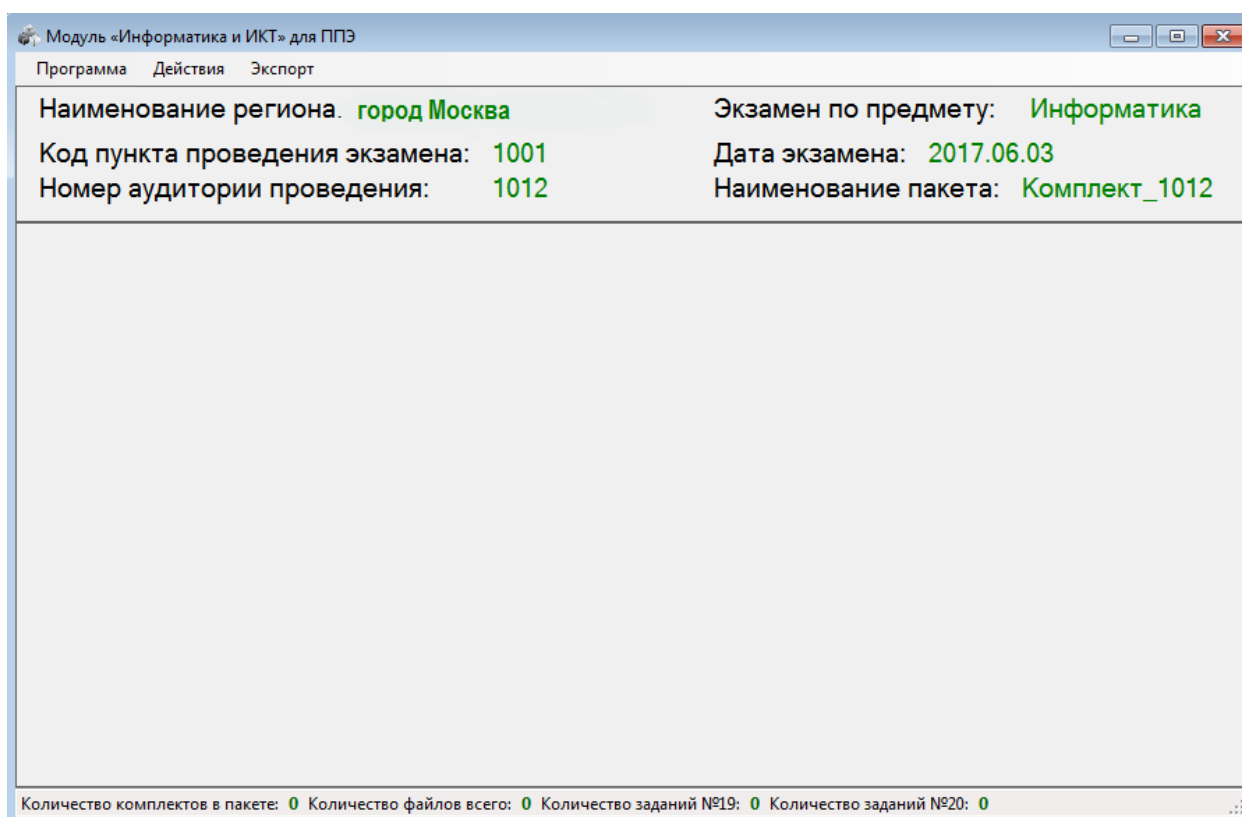 Модуль «Информатика и ИКТ» для ППЭ
Программа Действия Экспорт
Наименование региона. город Москва Экзамен по предмету: Информатика
Код пункта проведения экзамена: 1001 Дата экзамена: 2017.06.03
Номер аудитории проведения: 1012 Наименование пакета: Комплект_1012
Количество комплектов в пакете: 0 Количество файлов всего: 0 Количество заданий №19: 0 Количество заданий №20: 0